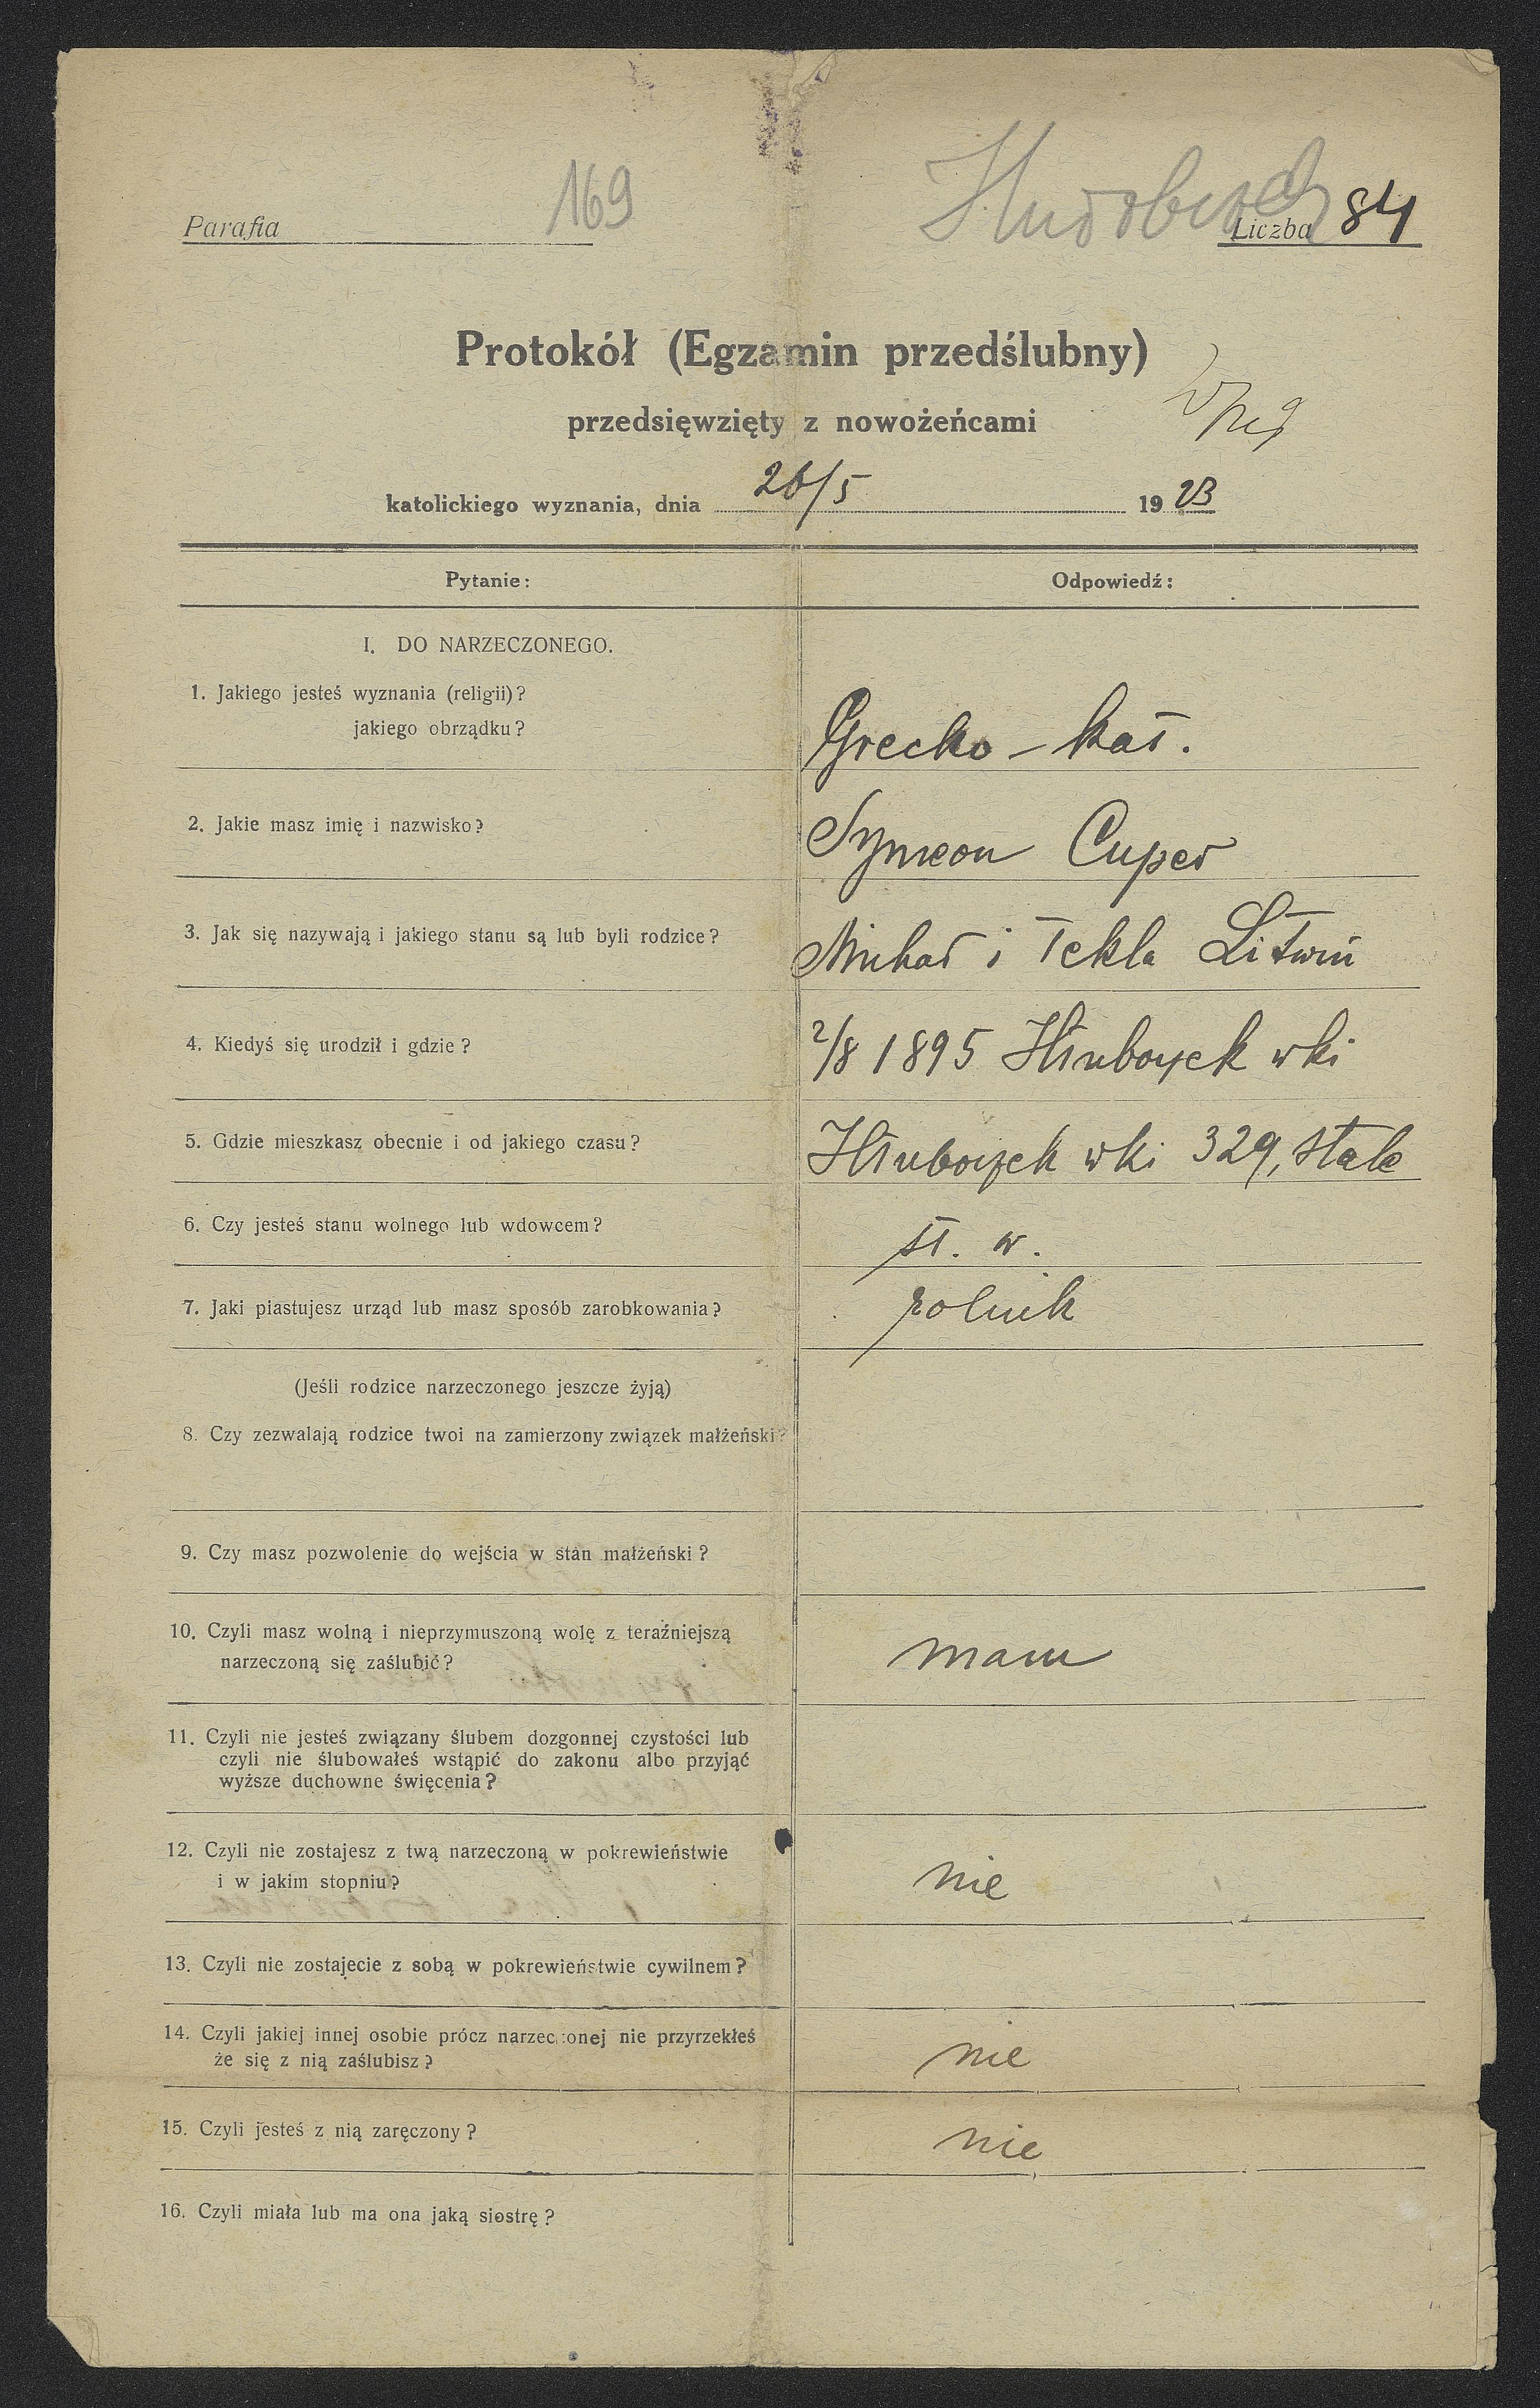 169
Parafia
Liczba 84
Protokół (Egzamin przedślubny)
przedsięwzięty z nowożeńcami
katolickiego wyznania, dnia 26/5 1923
Pytanie:
Odpowiedź:
I. DO NARZECZONEGO.
1. Jakiego jesteś wyznania (religii)?
jakiego obrządku?
Grecko-kat.
2. Jakie masz imię i nazwisko?
Symeon Cuper
3. Jak się nazywają i jakiego stanu są lub byli rodzice?
i Tekla Litwin
4. Kiedyś się urodził i gdzie?
2/8 1895 Hłuboczek wki
5. Gdzie mieszkasz obecnie i od jakiego czasu?
Hłuboczek wki 329, stale
6. Czy jesteś stanu wolnego lub wdowcem?
st. w.
7. Jaki piastujesz urząd lub masz sposób zarobkowania?
rolnik
(Jeśli rodzice narzeczonego jeszcze żyją)
8. Czy zezwalają rodzice twoi na zamierzony związek małżeński?
9. Czy masz pozwolenie do wejścia w stan małżeński?
10. Czyli masz wolną i nieprzymuszoną wolę z teraźniejszą
narzeczoną się zaślubić?
mam
11. Czyli nie jesteś związany ślubem dozgonnej czystości lub
czyli nie ślubowałeś wstąpić do zakonu albo przyjąć
wyższe duchowne święcenia?
12. Czyli nie zostajesz z twą narzeczoną w pokrewieństwie
i w jakim stopniu?
nie
13. Czyli nie zostajecie z sobą w pokrewieństwie cywilnem?
14. Czyli jakiej innej osobie prócz narzeczonej nie przyrzekłeś
że się z nią zaślubisz?
nie
15. Czyli jesteś z nią zaręczony?
nie
16. Czyli miała lub ma ona jaką siostrę?